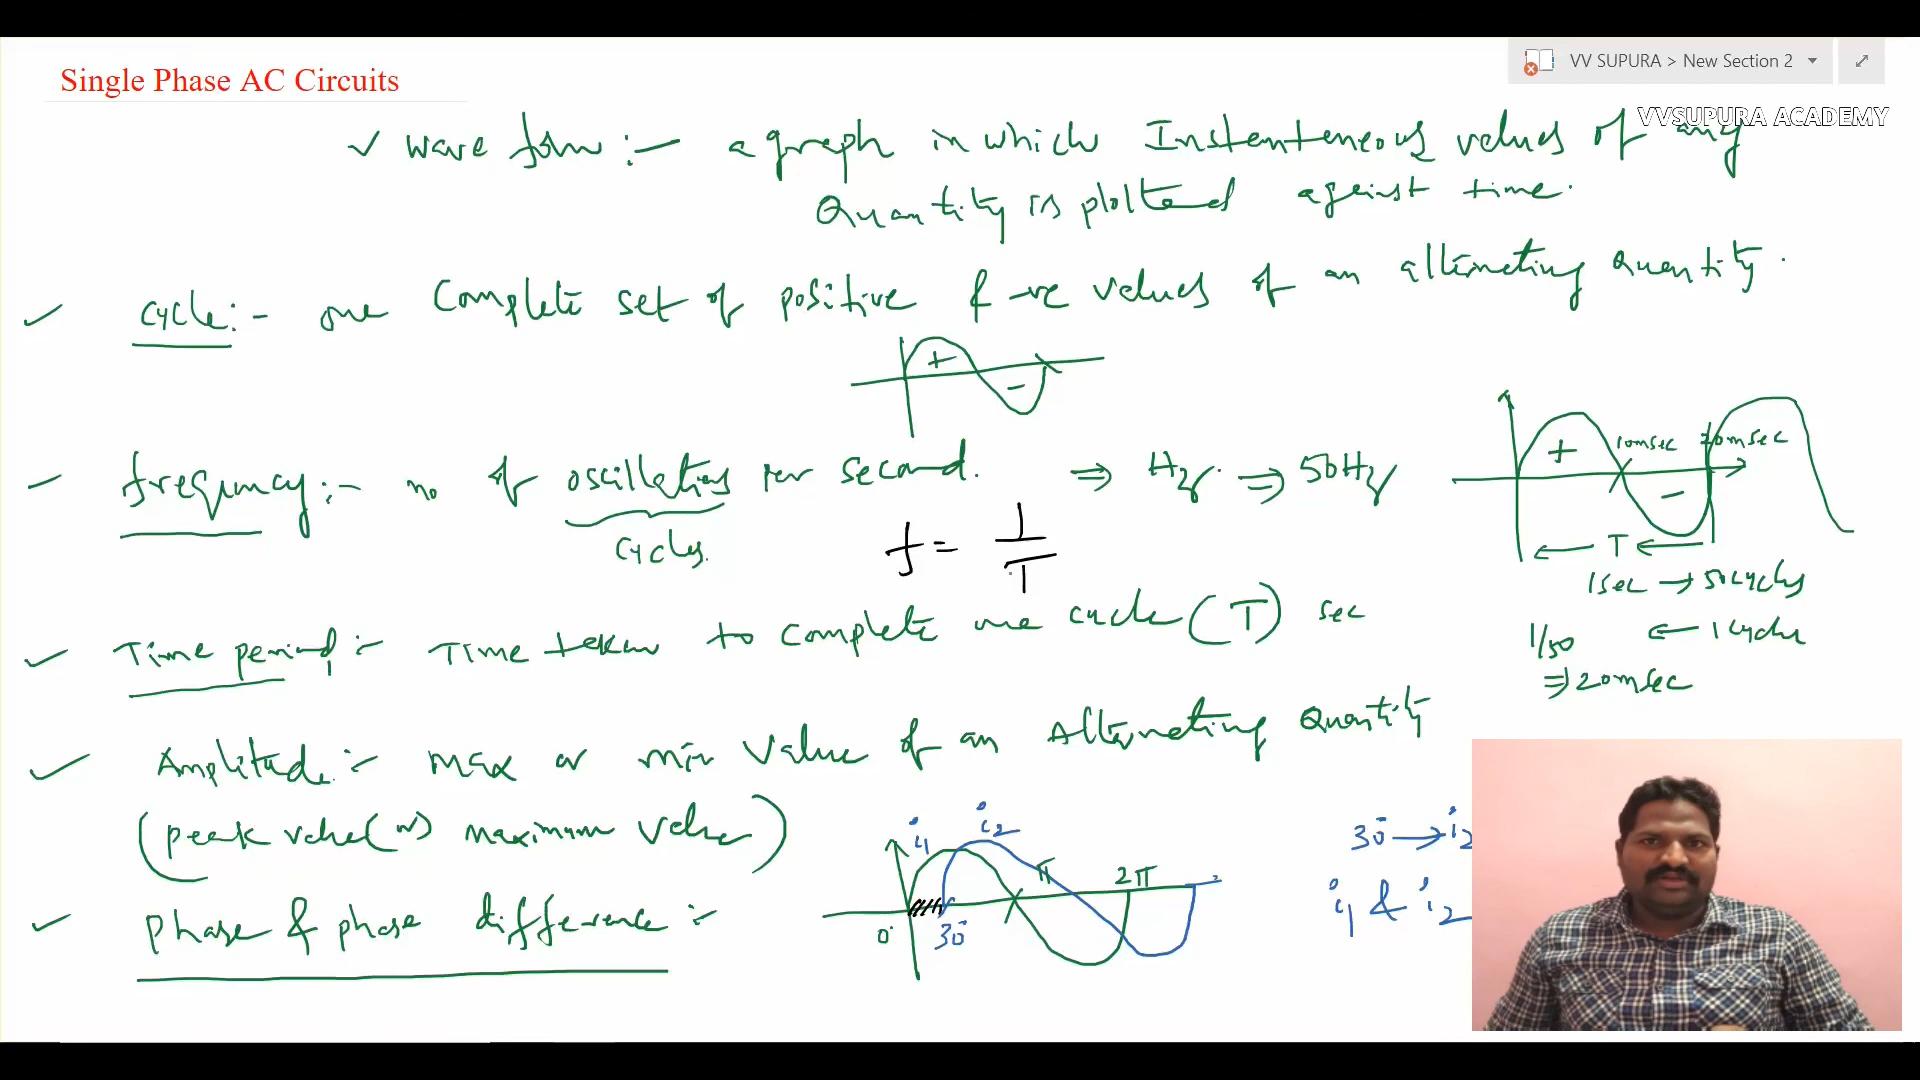 VV SUPURA > New Section 2
Single Phase AC Circuits
VVSUPURA ACADEMY
✓ wave form :- a graph in which Instenteneous values of any
Quantity is plotted against time.
✓ cycle :- one complete set of positive & -ve values of an alternating quantity.
+
-
frequency :- no of oscillations per second. ⇒ Hz. ⇒ 50Hz
cycles.
f = 1/T
+ 10msec 20msec
-
T
1sec → 50cycles
1/50 ← 1 cycle
⇒ 20msec
✓ Time period :- Time taken to complete one cycle (T) sec
✓ Amplitude :- max or min value of an Alternating Quantity
(peak value (or) maximum value)
i1 i2
π 2π
0° 30°
30° → i2
i1 & i2
✓ phase & phase difference :-